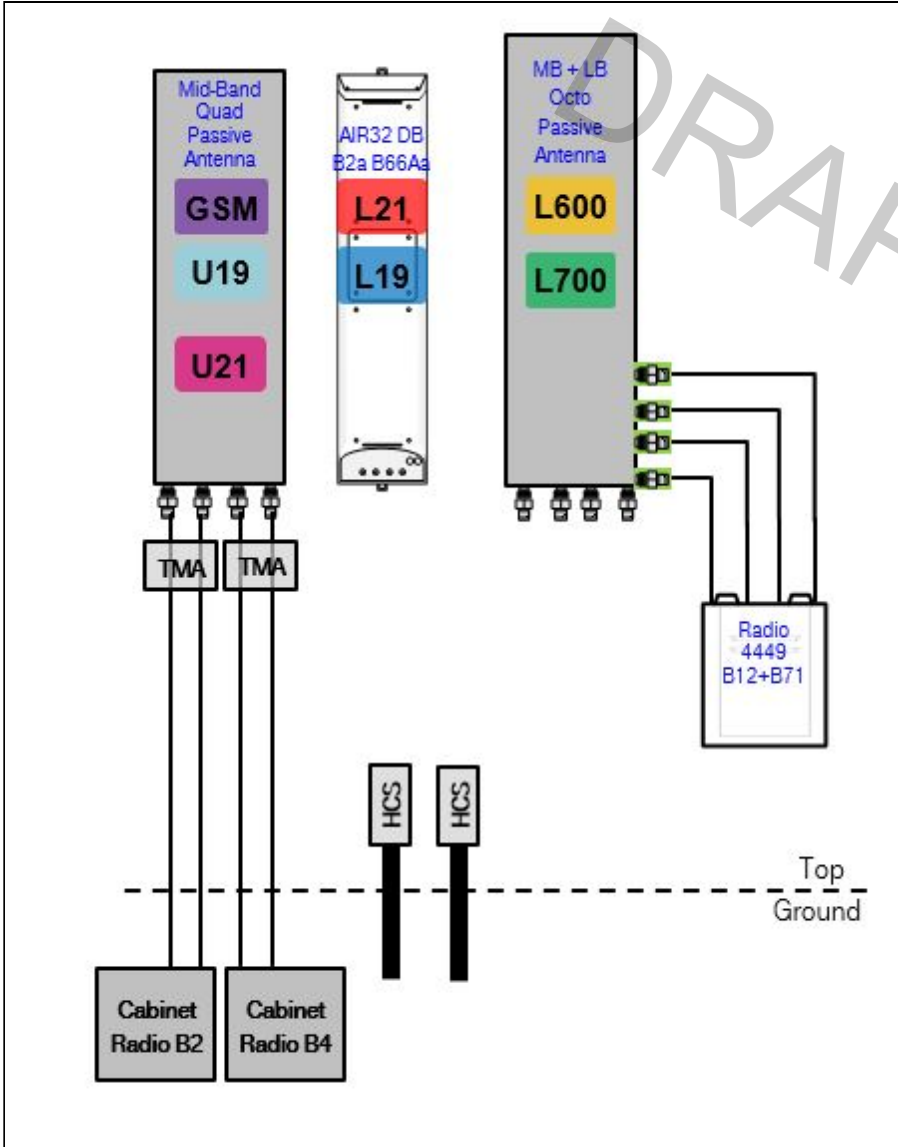 Mid-Band
Quad
Passive
Antenna
GSM
U19
U21
AIR32 DB
B2a B66Aa
L21
L19
MB + LB
Octo
Passive
Antenna
L600
L700
TMA
TMA
Radio
4449
B12+B71
HCS
HCS
Top
Ground
Cabinet
Radio B2
Cabinet
Radio B4